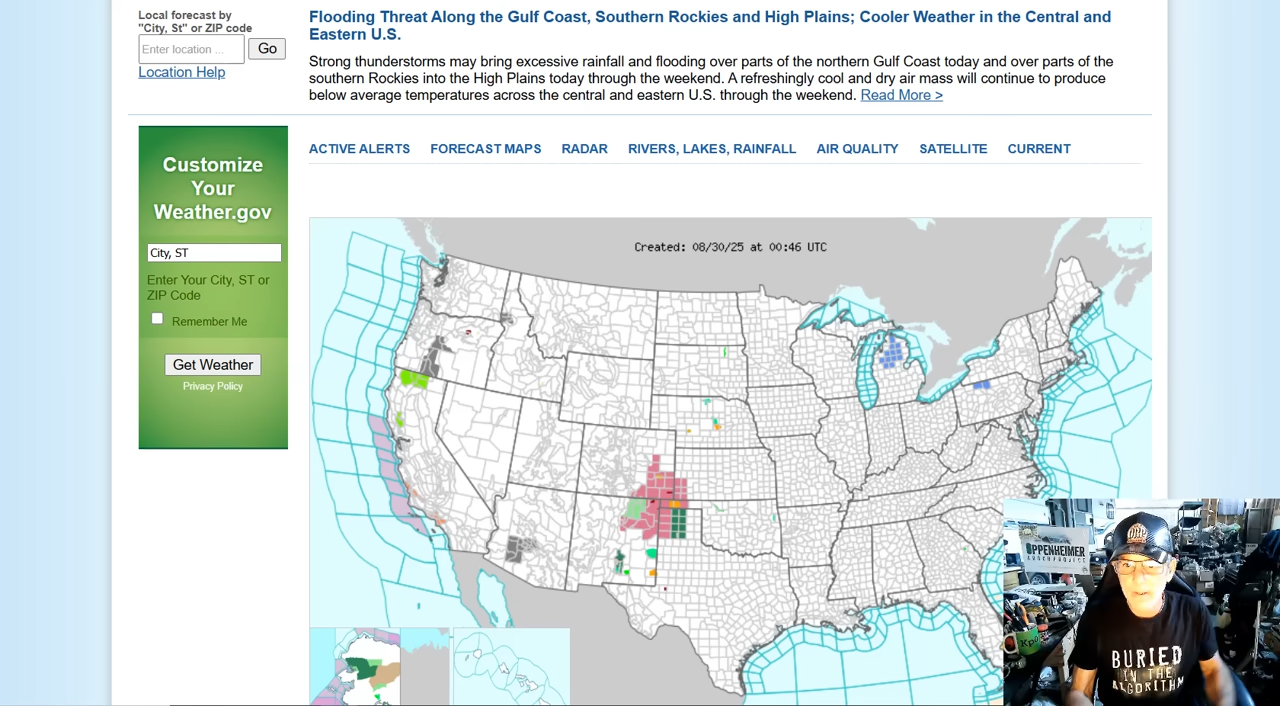 Local forecast by
"City, St" or ZIP code
Enter location ...
Go
Location Help
Flooding Threat Along the Gulf Coast, Southern Rockies and High Plains; Cooler Weather in the Central and
Eastern U.S.
Strong thunderstorms may bring excessive rainfall and flooding over parts of the northern Gulf Coast today and over parts of the
southern Rockies into the High Plains today through the weekend. A refreshingly cool and dry air mass will continue to produce
below average temperatures across the central and eastern U.S. through the weekend. Read More >
Customize
Your
Weather.gov
City, ST
Enter Your City, ST or
ZIP Code
Remember Me
Get Weather
Privacy Policy
ACTIVE ALERTS FORECAST MAPS RADAR RIVERS, LAKES, RAINFALL AIR QUALITY SATELLITE CURRENT
Created: 08/30/25 at 00:46 UTC
OPPENHEIMER
BURIED
IN THE
ALGORITHM